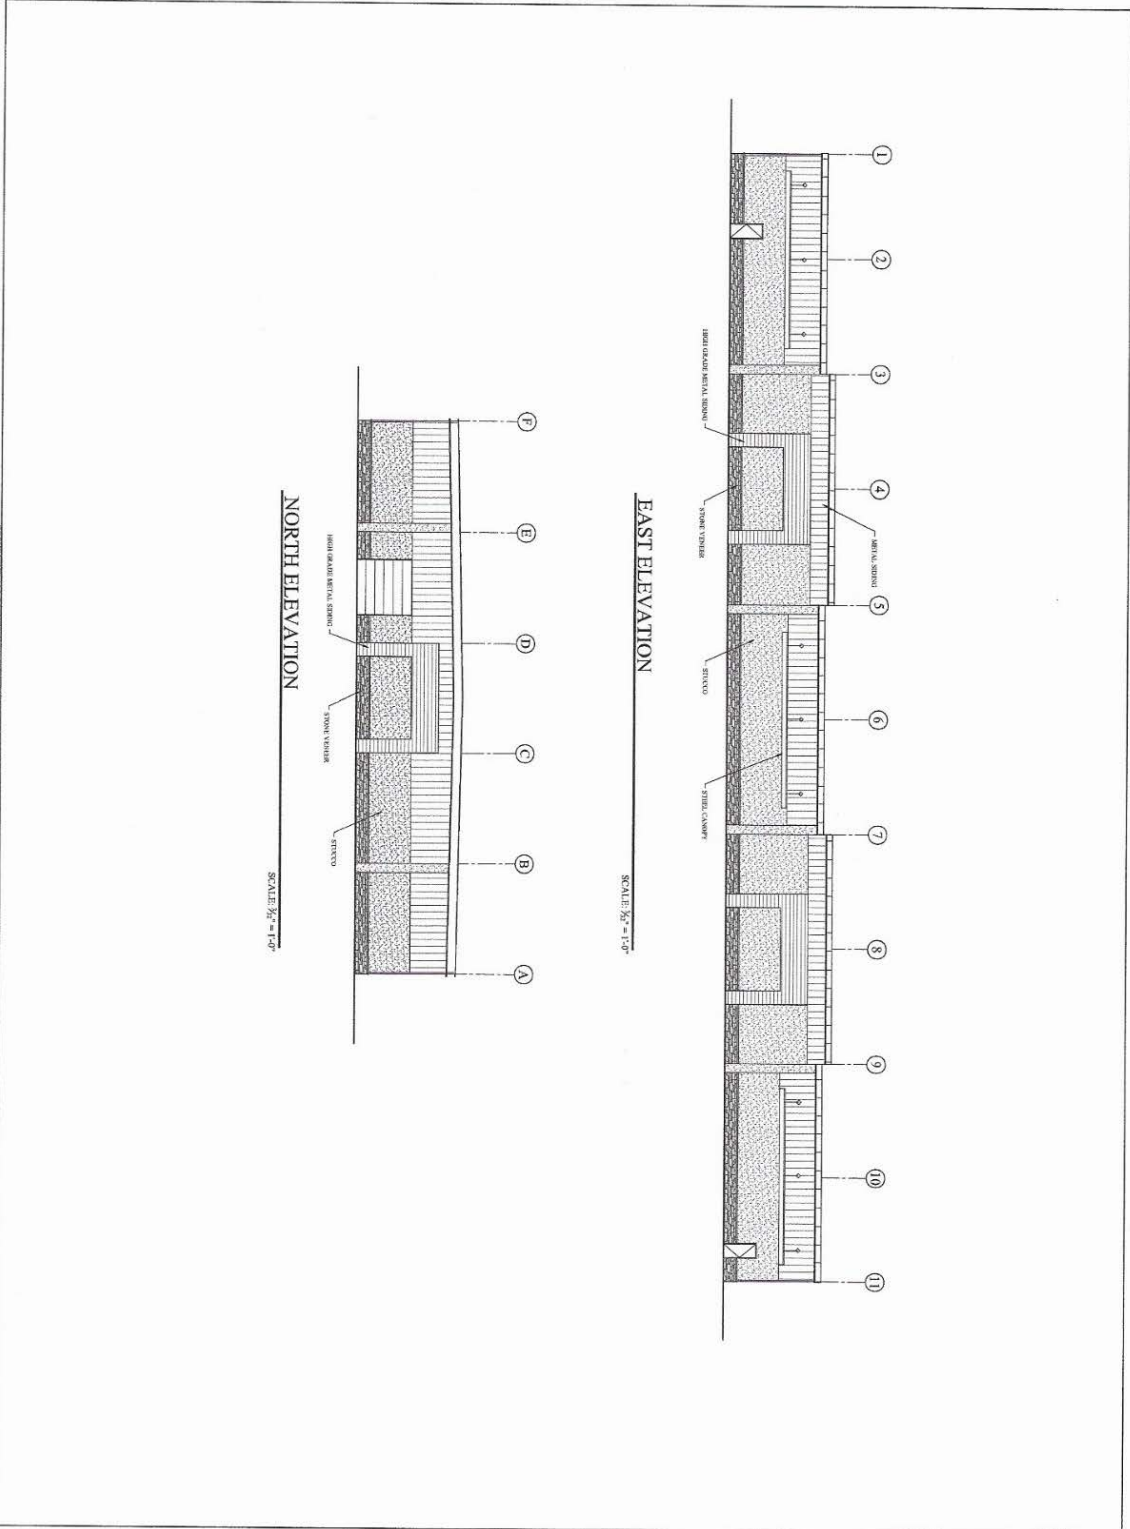 1
2
3
4
5
6
7
8
9
10
11
METAL SIDING
HIGH GRADE METAL SIDING
STONE VENEER
STUCCO
STEEL CANOPY
EAST ELEVATION
SCALE: 3/32" = 1'-0"
F
E
D
C
B
A
HIGH GRADE METAL SIDING
STONE VENEER
STUCCO
NORTH ELEVATION
SCALE: 3/32" = 1'-0"